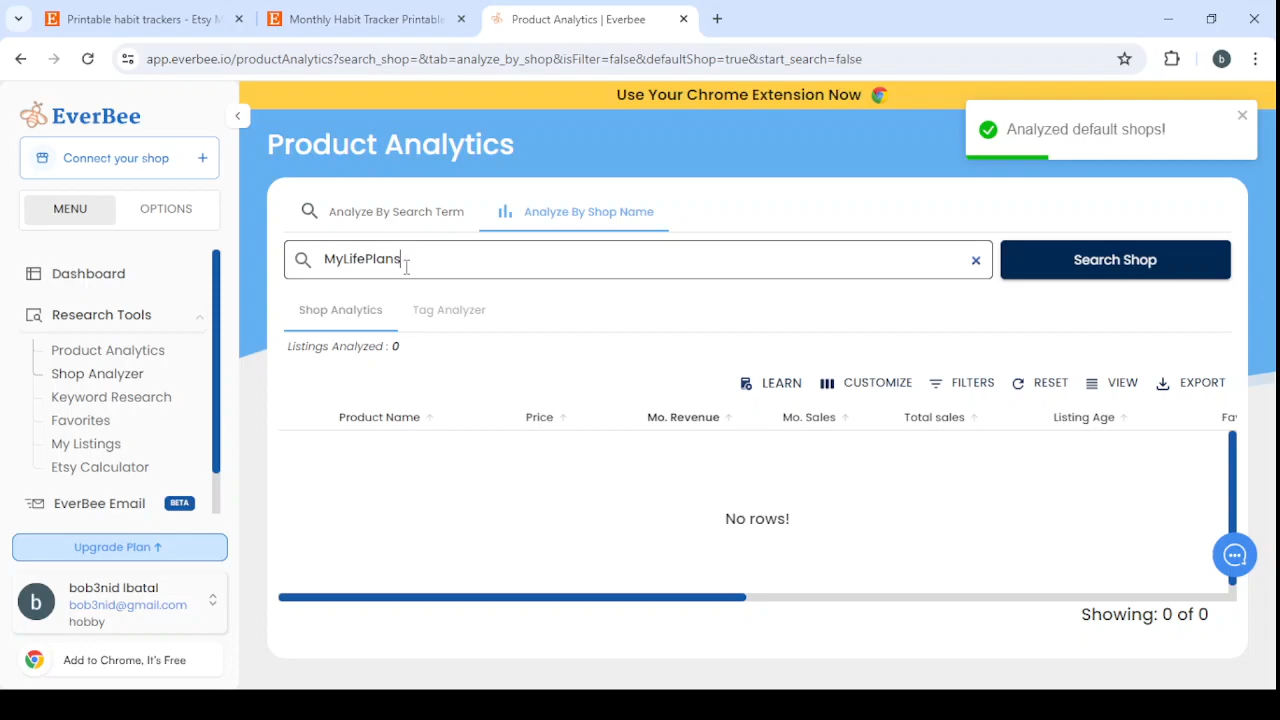 Printable habit trackers - Etsy M
Monthly Habit Tracker Printable
Product Analytics | Everbee
app.everbee.io/productAnalytics?search_shop=&tab=analyze_by_shop&isFilter=false&defaultShop=true&start_search=false
b
Use Your Chrome Extension Now
EverBee
Analyzed default shops!
Product Analytics
Connect your shop
MENU
OPTIONS
Analyze By Search Term
Analyze By Shop Name
MyLifePlans
Search Shop
Dashboard
Research Tools
Shop Analytics
Tag Analyzer
Listings Analyzed : 0
Product Analytics
Shop Analyzer
Keyword Research
Favorites
My Listings
Etsy Calculator
LEARN
CUSTOMIZE
FILTERS
RESET
VIEW
EXPORT
Product Name
Price
Mo. Revenue
Mo. Sales
Total sales
Listing Age
Fav
No rows!
EverBee Email
BETA
Upgrade Plan
b
bob3nid lbatal
bob3nid@gmail.com
hobby
Showing: 0 of 0
Add to Chrome, It's Free